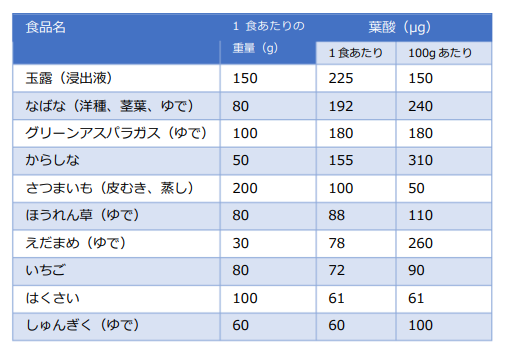 食品名 1 食あたりの 葉酸（μg）
重量（g） 1食あたり 100gあたり
玉露（浸出液） 150 225 150
なばな（洋種、茎葉、ゆで） 80 192 240
グリーンアスパラガス（ゆで） 100 180 180
からしな 50 155 310
さつまいも（皮むき、蒸し） 200 100 50
ほうれん草（ゆで） 80 88 110
えだまめ（ゆで） 30 78 260
いちご 80 72 90
はくさい 100 61 61
しゅんぎく（ゆで） 60 60 100